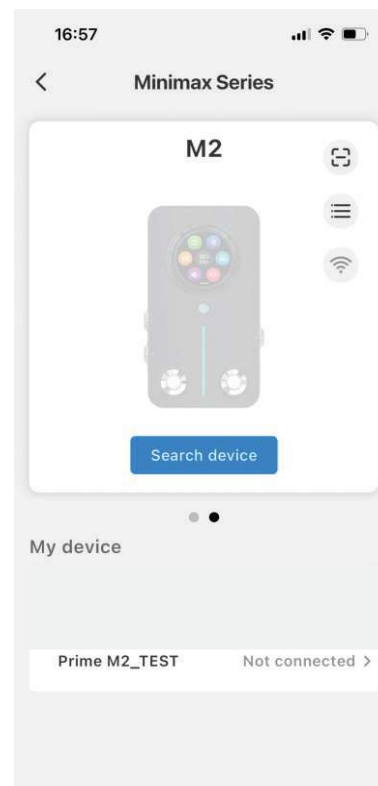 16:57
Minimax Series
M2
Search device
My device
Prime M2_TEST Not connected >